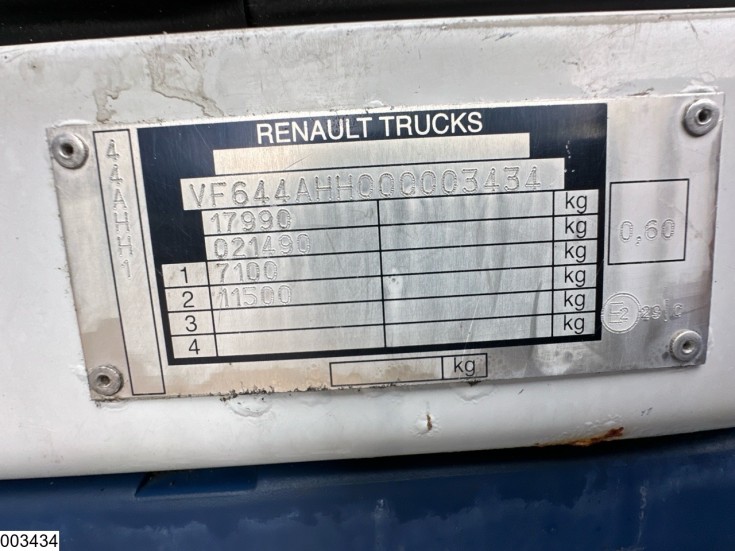 44AHH1
RENAULT TRUCKS
VF644AHH000003434
17990 kg
021490 kg
1 7100 kg
2 11500 kg
3 kg
4
kg
0,60
E2
003434